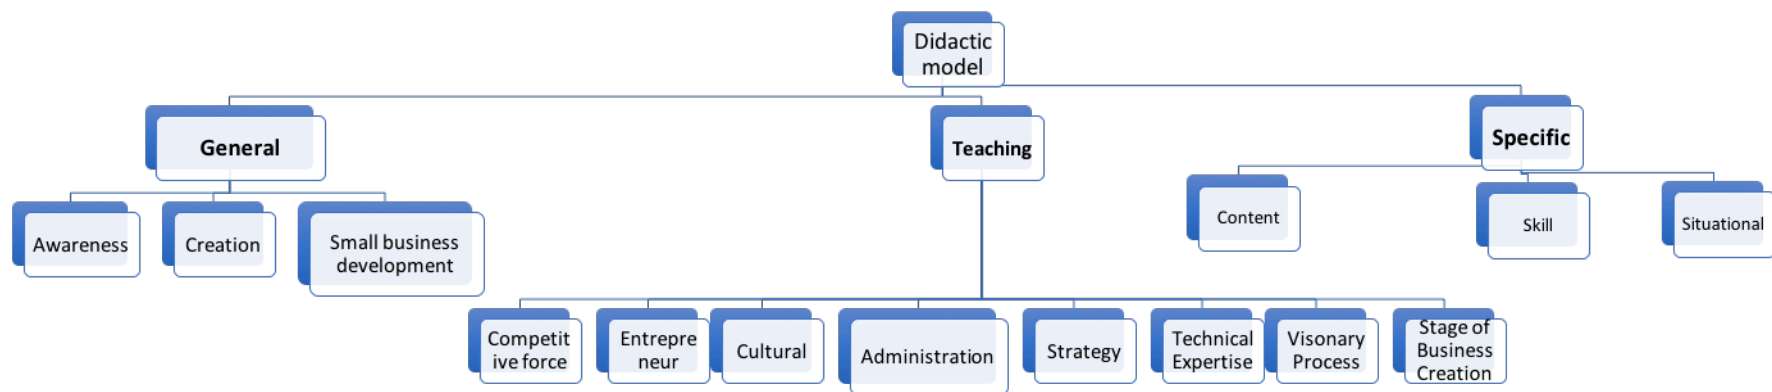 Didactic
model
General
Teaching
Specific
Awareness
Creation
Small business
development
Content
Skill
Situational
Competit
ive force
Entrepre
neur
Cultural
Administration
Strategy
Technical
Expertise
Visonary
Process
Stage of
Business
Creation